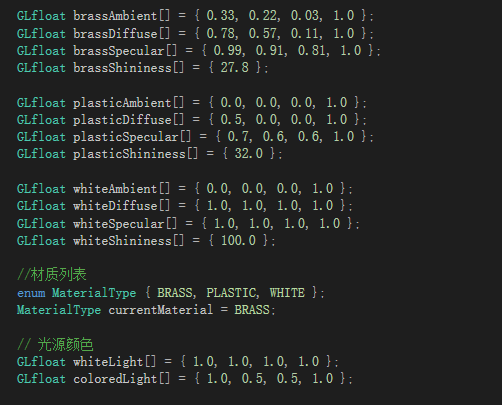 GLfloat brassAmbient[] = { 0.33, 0.22, 0.03, 1.0 };
GLfloat brassDiffuse[] = { 0.78, 0.57, 0.11, 1.0 };
GLfloat brassSpecular[] = { 0.99, 0.91, 0.81, 1.0 };
GLfloat brassShininess[] = { 27.8 };
GLfloat plasticAmbient[] = { 0.0, 0.0, 0.0, 1.0 };
GLfloat plasticDiffuse[] = { 0.5, 0.0, 0.0, 1.0 };
GLfloat plasticSpecular[] = { 0.7, 0.6, 0.6, 1.0 };
GLfloat plasticShininess[] = { 32.0 };
GLfloat whiteAmbient[] = { 0.0, 0.0, 0.0, 1.0 };
GLfloat whiteDiffuse[] = { 1.0, 1.0, 1.0, 1.0 };
GLfloat whiteSpecular[] = { 1.0, 1.0, 1.0, 1.0 };
GLfloat whiteShininess[] = { 100.0 };
//材质列表
enum MaterialType { BRASS, PLASTIC, WHITE };
MaterialType currentMaterial = BRASS;
// 光源颜色
GLfloat whiteLight[] = { 1.0, 1.0, 1.0, 1.0 };
GLfloat coloredLight[] = { 1.0, 0.5, 0.5, 1.0 };